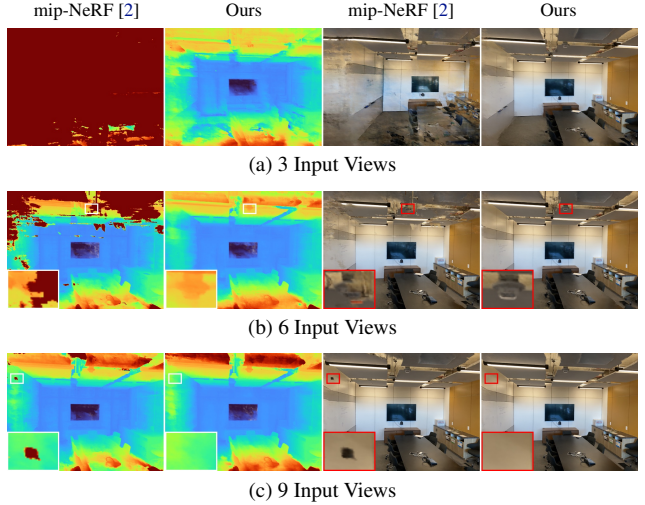 mip-NeRF [2] Ours mip-NeRF [2] Ours
(a) 3 Input Views
(b) 6 Input Views
(c) 9 Input Views